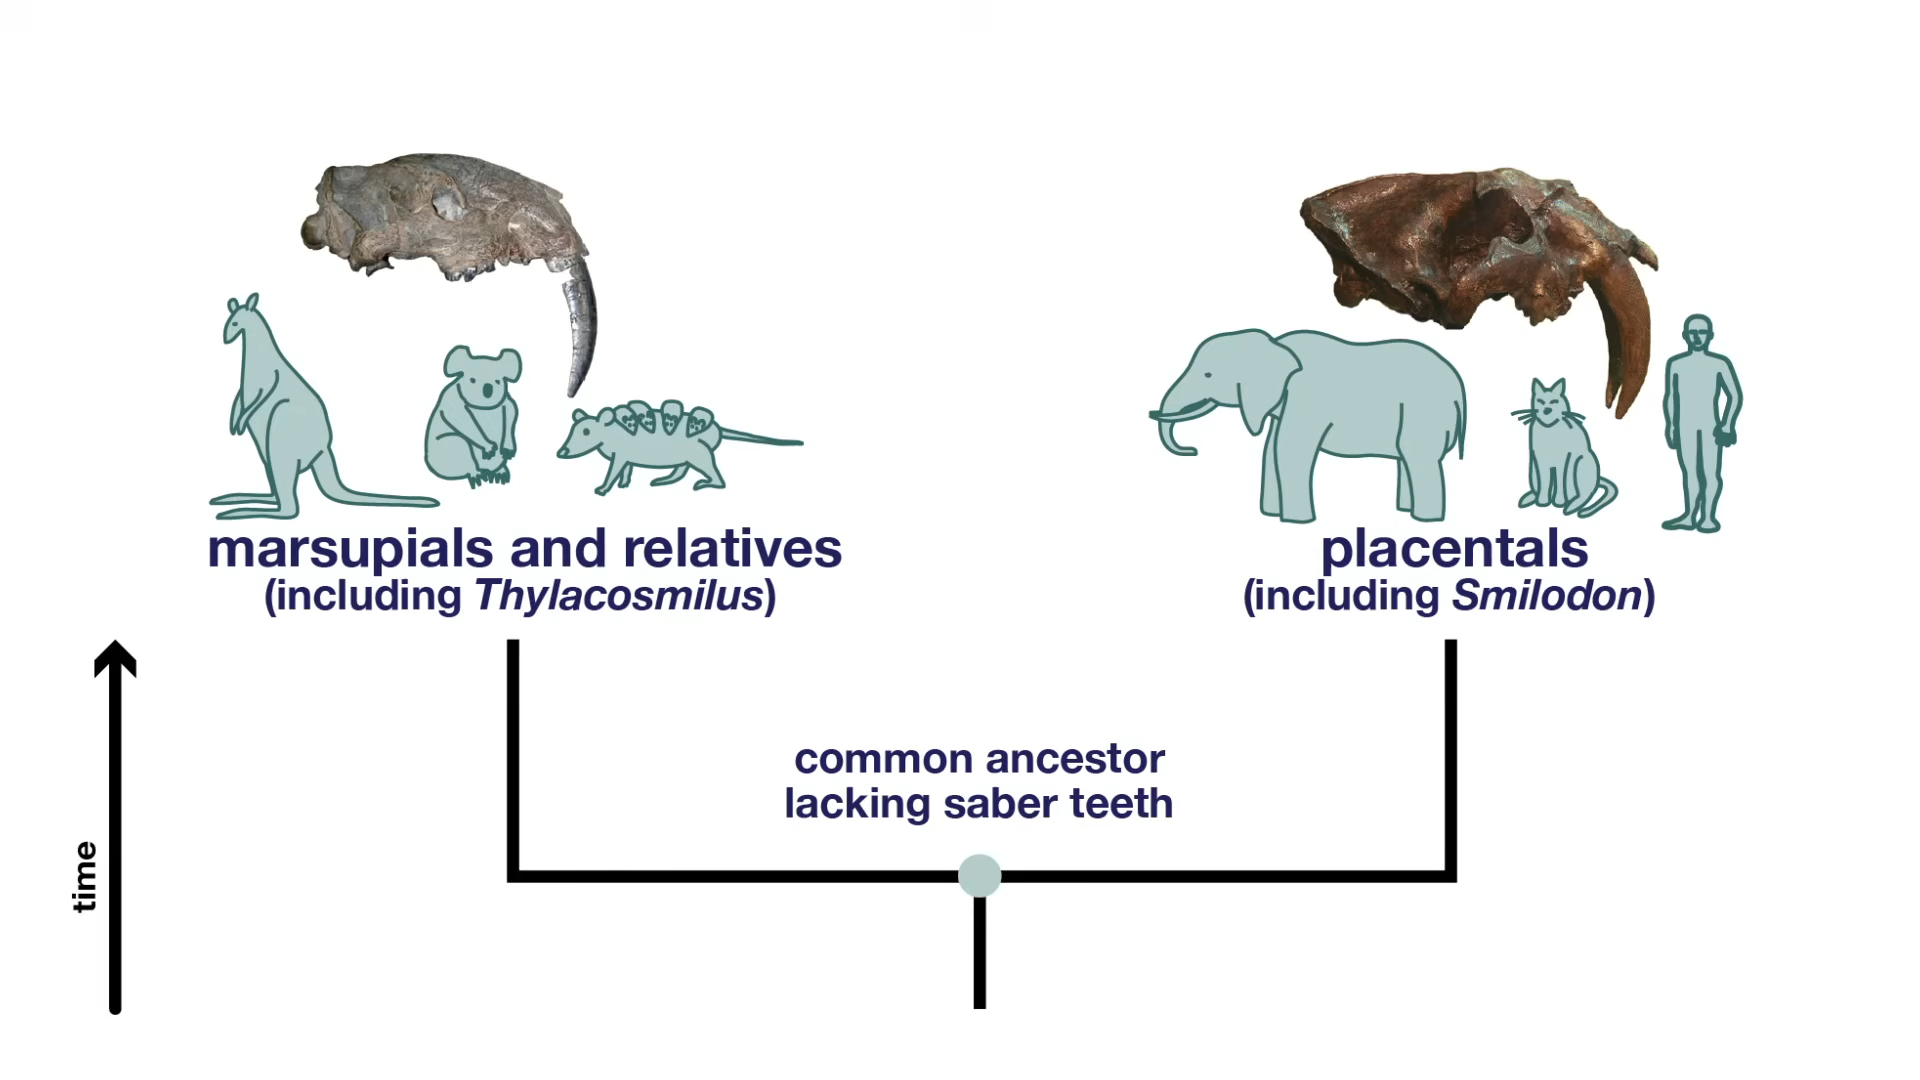 marsupials and relatives
(including Thylacosmilus)
placentals
(including Smilodon)
common ancestor
lacking saber teeth
time